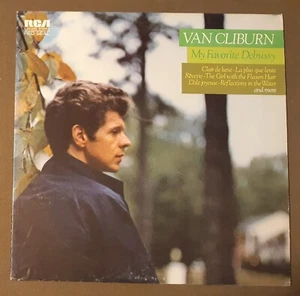 RCA
VAN CLIBURN
My Favorite Debussy
Clair de lune • La plus que lente
Rêverie • The Girl with the Flaxen Hair
L'isle joyeuse • Reflections in the Water
and more